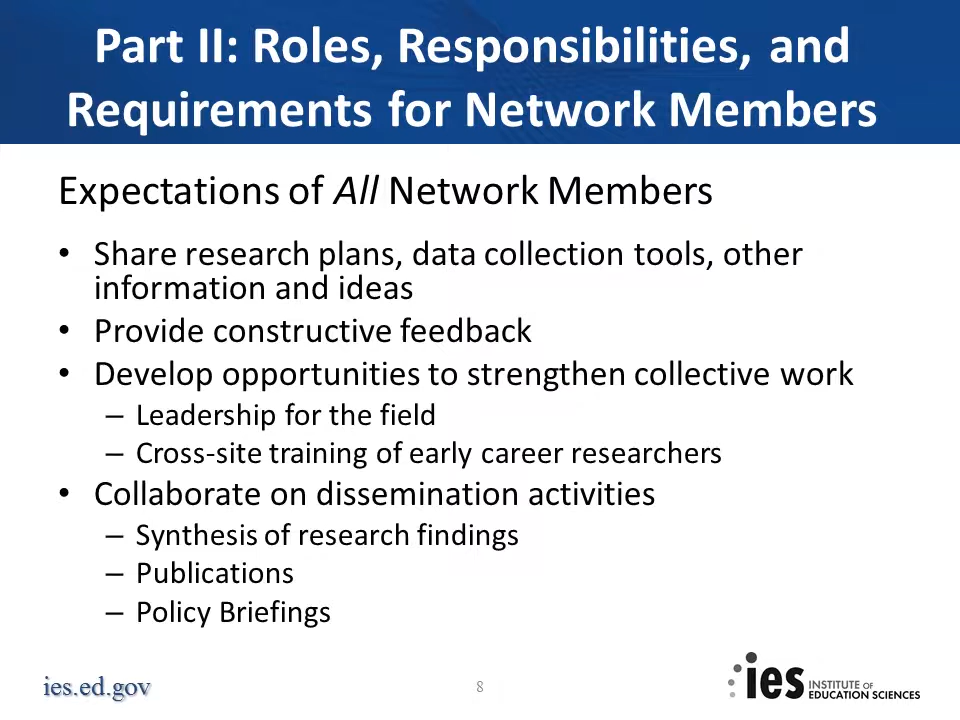 Part II: Roles, Responsibilities, and
Requirements for Network Members
Expectations of All Network Members
• Share research plans, data collection tools, other
information and ideas
• Provide constructive feedback
• Develop opportunities to strengthen collective work
– Leadership for the field
– Cross-site training of early career researchers
• Collaborate on dissemination activities
– Synthesis of research findings
– Publications
– Policy Briefings
ies.ed.gov
8
ies
INSTITUTE OF
EDUCATION SCIENCES